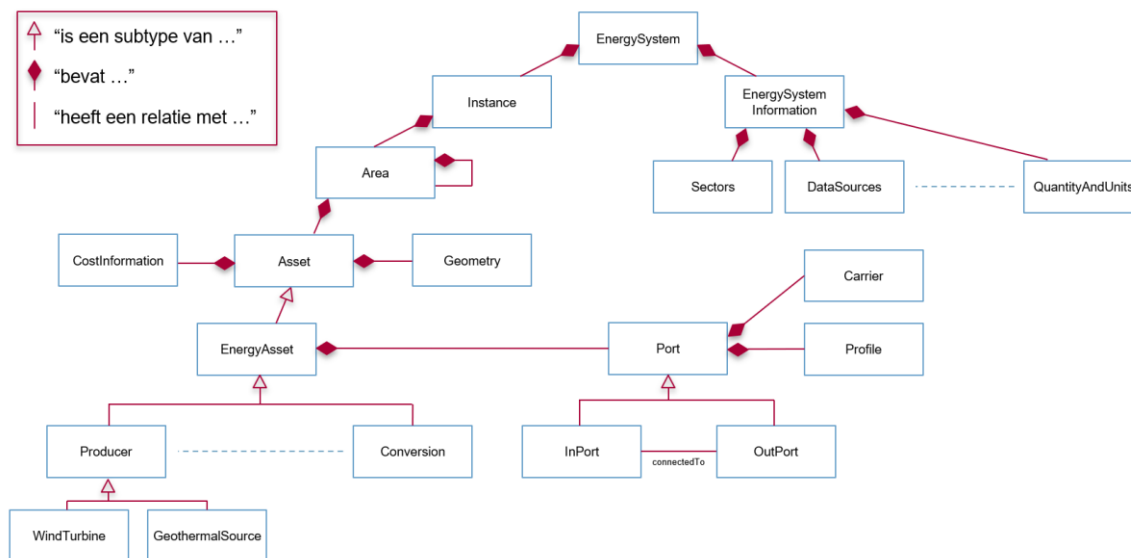 “is een subtype van …”
“bevat …”
“heeft een relatie met …”
EnergySystem
Instance
EnergySystem
Information
Area
Sectors
DataSources
QuantityAndUnits
CostInformation
Asset
Geometry
Carrier
EnergyAsset
Port
Profile
Producer
Conversion
InPort
connectedTo
OutPort
WindTurbine
GeothermalSource